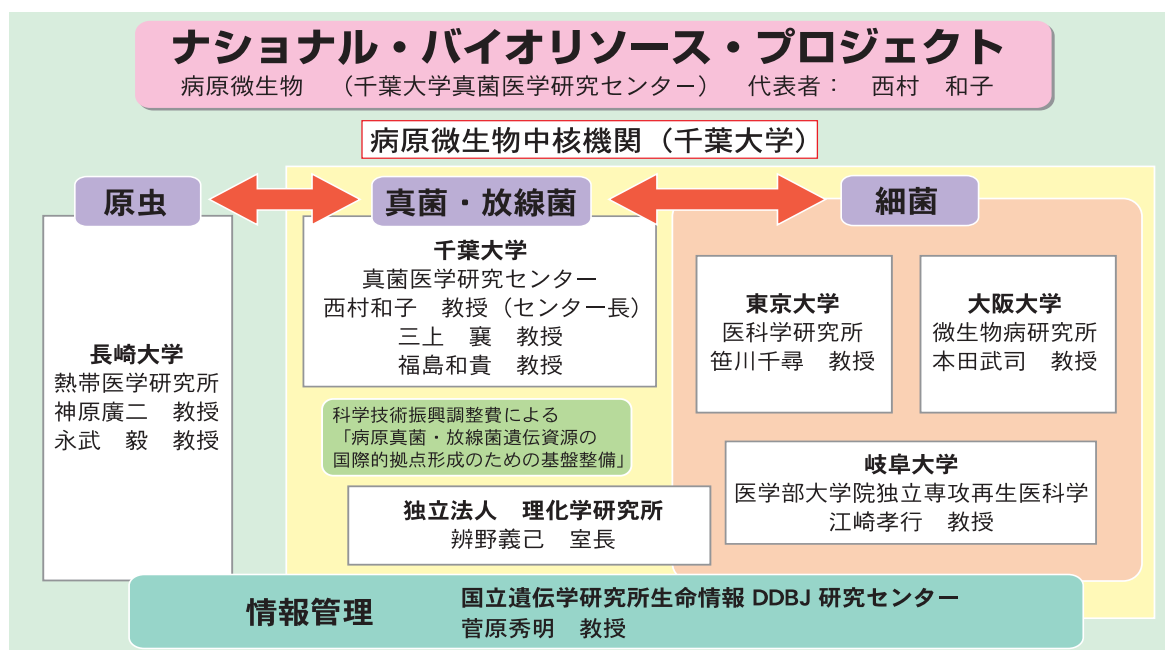 ナショナル・バイオリソース・プロジェクト
病原微生物　（千葉大学真菌医学研究センター）　代表者：　西村　和子
病原微生物中核機関（千葉大学）
原虫
真菌・放線菌
細菌
長崎大学
熱帯医学研究所
神原廣二　教授
永武　毅　教授
千葉大学
真菌医学研究センター
西村和子　教授（センター長）
三上　襄　教授
福島和貴　教授
科学技術振興調整費による
「病原真菌・放線菌遺伝資源の
国際的拠点形成のための基盤整備」
独立法人　理化学研究所
辨野義己　室長
東京大学
医科学研究所
笹川千尋　教授
大阪大学
微生物病研究所
本田武司　教授
岐阜大学
医学部大学院独立専攻再生医科学
江崎孝行　教授
情報管理
国立遺伝学研究所生命情報 DDBJ 研究センター
菅原秀明　教授